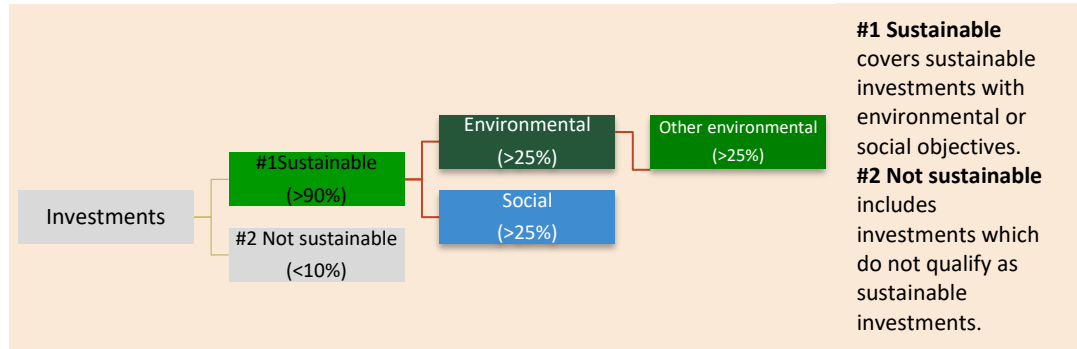 Investments
#1Sustainable
(>90%)
#2 Not sustainable
(<10%)
Environmental
(>25%)
Social
(>25%)
Other environmental
(>25%)
#1 Sustainable
covers sustainable
investments with
environmental or
social objectives.
#2 Not sustainable
includes
investments which
do not qualify as
sustainable
investments.